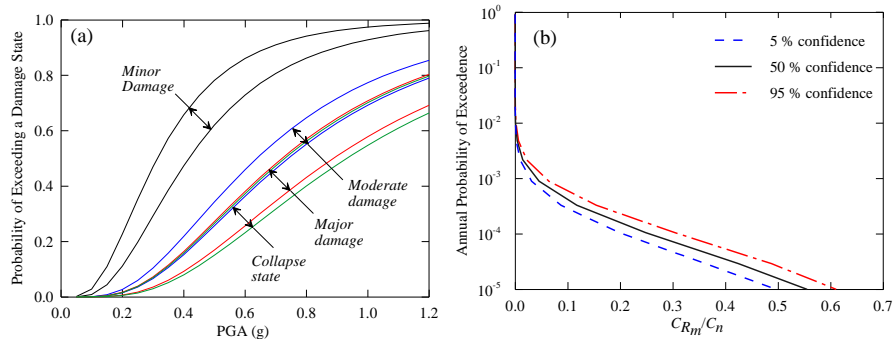 (a)
Probability of Exceeding a Damage State
1.0
0.8
0.6
0.4
0.2
0.0
Minor
Damage
Moderate
damage
Major
damage
Collapse
state
0.0 0.2 0.4 0.6 0.8 1.0 1.2
PGA (g)
(b)
Annual Probability of Exceedence
10^0
10^-1
10^-2
10^-3
10^-4
10^-5
5 % confidence
50 % confidence
95 % confidence
0.0 0.1 0.2 0.3 0.4 0.5 0.6 0.7
C_{R_m}/C_n